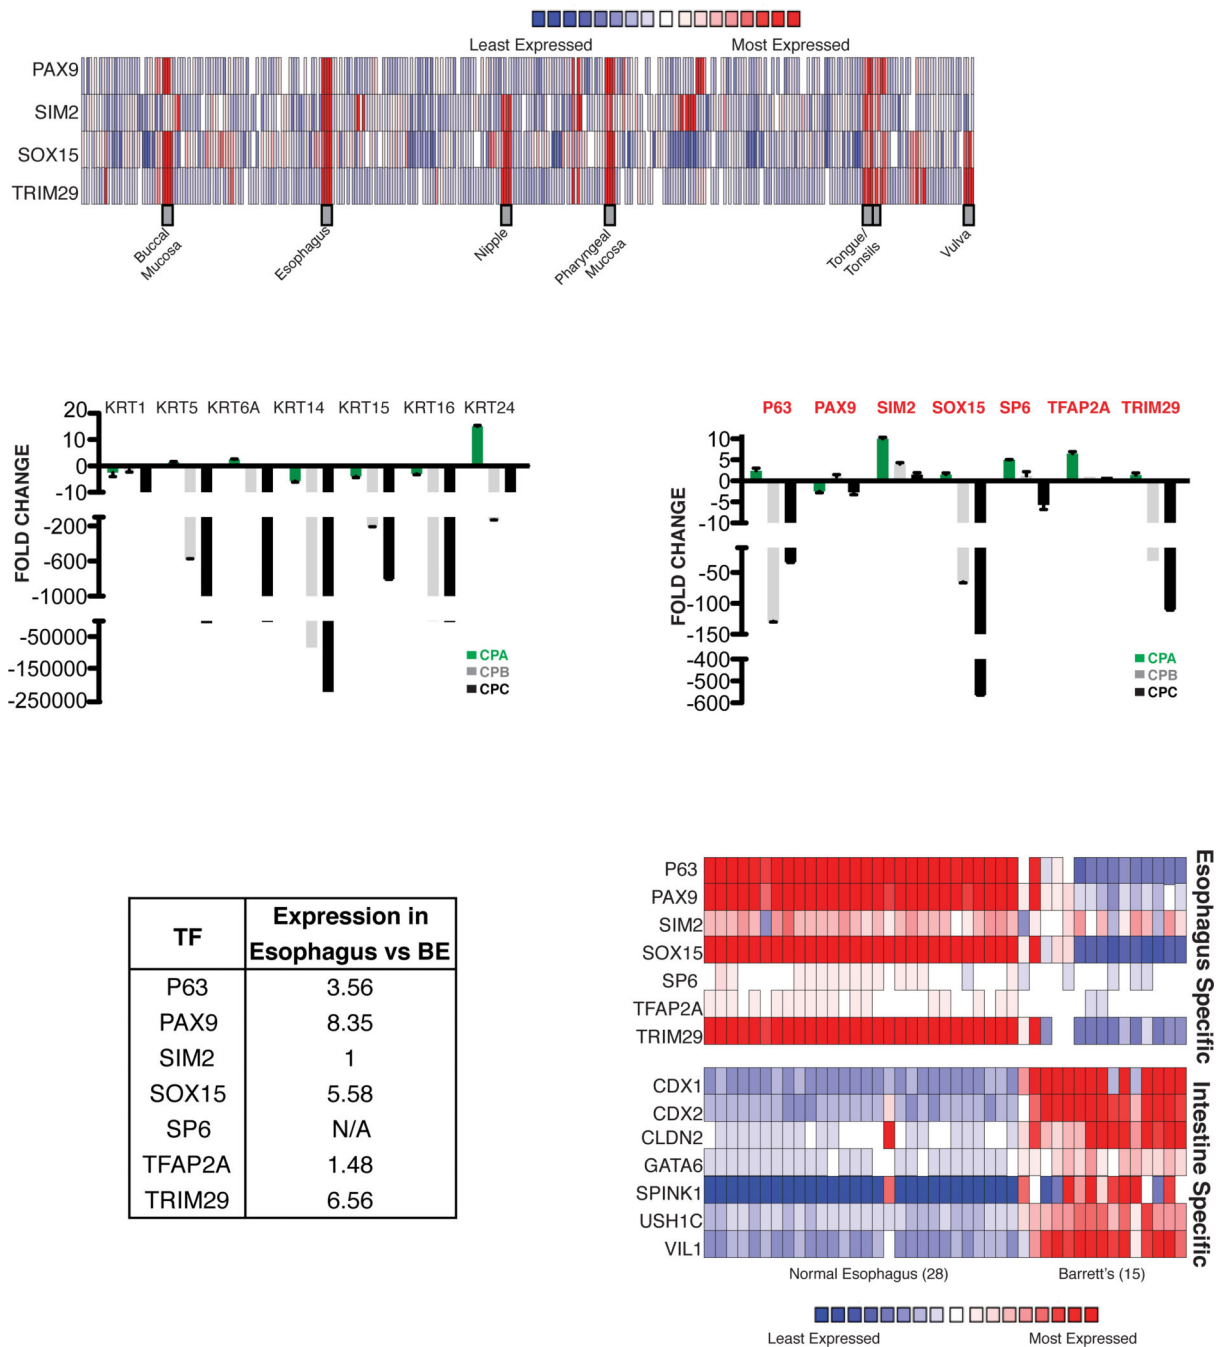 Least Expressed
Most Expressed
PAX9
SIM2
SOX15
TRIM29
Buccal
Mucosa
Esophagus
Nipple
Pharyngeal
Mucosa
Tongue/
Tonsils
Vulva
KRT1 KRT5 KRT6A KRT14 KRT15 KRT16 KRT24
FOLD CHANGE
20
10
0
-10
-200
-600
-1000
-50000
-150000
-250000
CPA
CPB
CPC
P63 PAX9 SIM2 SOX15 SP6 TFAP2A TRIM29
FOLD CHANGE
10
5
0
-5
-10
-50
-100
-150
-400
-500
-600
CPA
CPB
CPC
TF Expression in Esophagus vs BE
P63 3.56
PAX9 8.35
SIM2 1
SOX15 5.58
SP6 N/A
TFAP2A 1.48
TRIM29 6.56
P63
PAX9
SIM2
SOX15
SP6
TFAP2A
TRIM29
Esophagus Specific
CDX1
CDX2
CLDN2
GATA6
SPINK1
USH1C
VIL1
Intestine Specific
Normal Esophagus (28)
Barrett's (15)
Least Expressed
Most Expressed